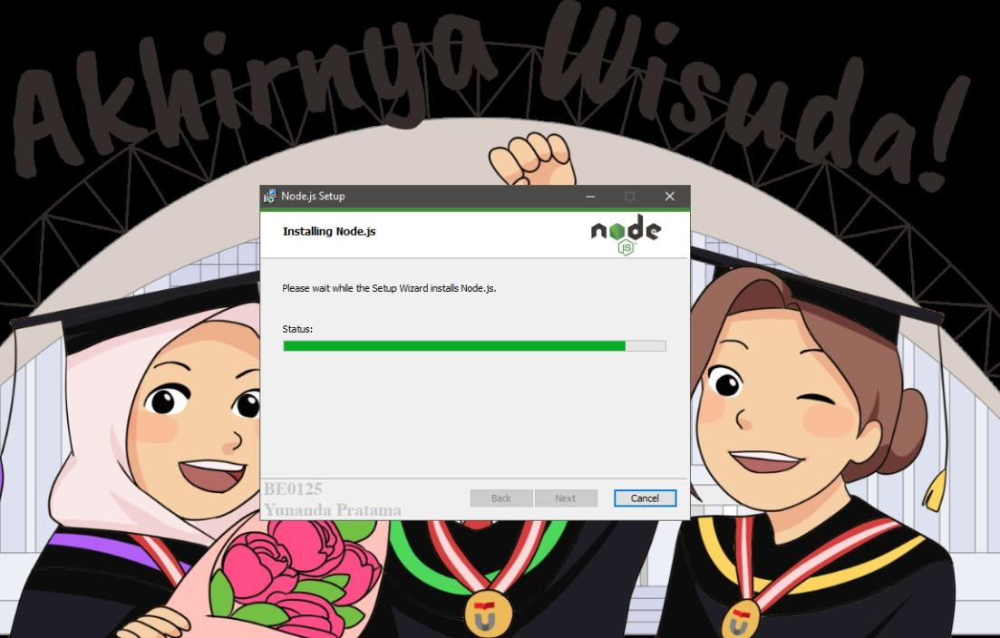 Akhirnya Wisuda!
Node.js Setup
Installing Node.js
node
JS
Please wait while the Setup Wizard installs Node.js.
Status:
BE0125
Yunanda Pratama
Back
Next
Cancel